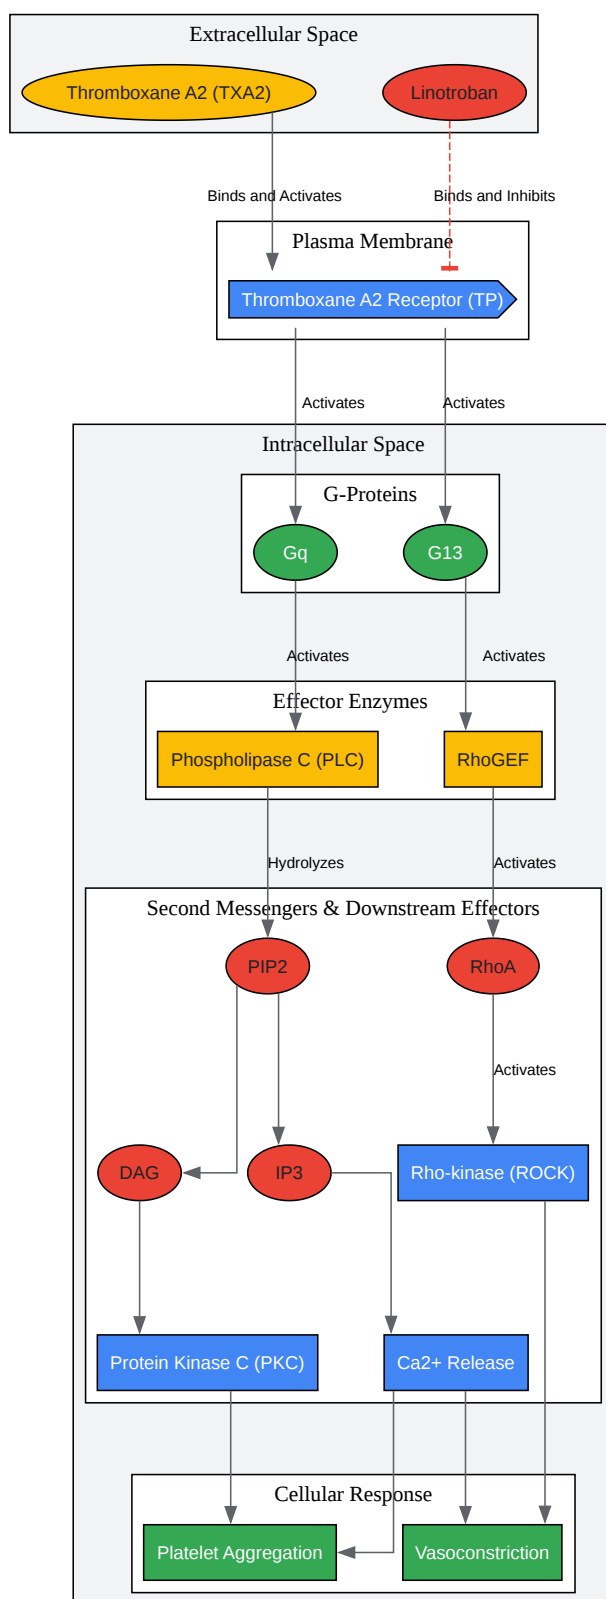 Extracellular Space
Thromboxane A2 (TXA2)
Linotroban
Binds and Activates
Binds and Inhibits
Plasma Membrane
Thromboxane A2 Receptor (TP)
Activates
Activates
Intracellular Space
G-Proteins
Gq
G13
Activates
Activates
Effector Enzymes
Phospholipase C (PLC)
RhoGEF
Hydrolyzes
Activates
Second Messengers & Downstream Effectors
PIP2
RhoA
Activates
DAG
IP3
Rho-kinase (ROCK)
Protein Kinase C (PKC)
Ca2+ Release
Cellular Response
Platelet Aggregation
Vasoconstriction